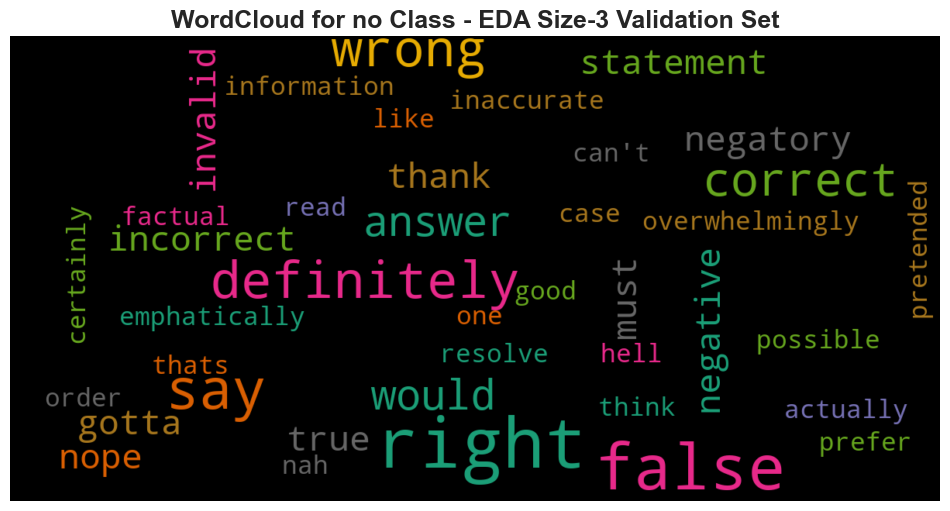 WordCloud for no Class - EDA Size-3 Validation Set
wrong
statement
invalid
information
inaccurate
like
can't
negatory
thank
correct
certainly
factual
read
answer
case
overwhelmingly
pretended
incorrect
definitely
good
must
negative
emphatically
one
possible
thats
resolve
hell
order
say
would
think
actually
gotta
true
right
prefer
nope
nah
false